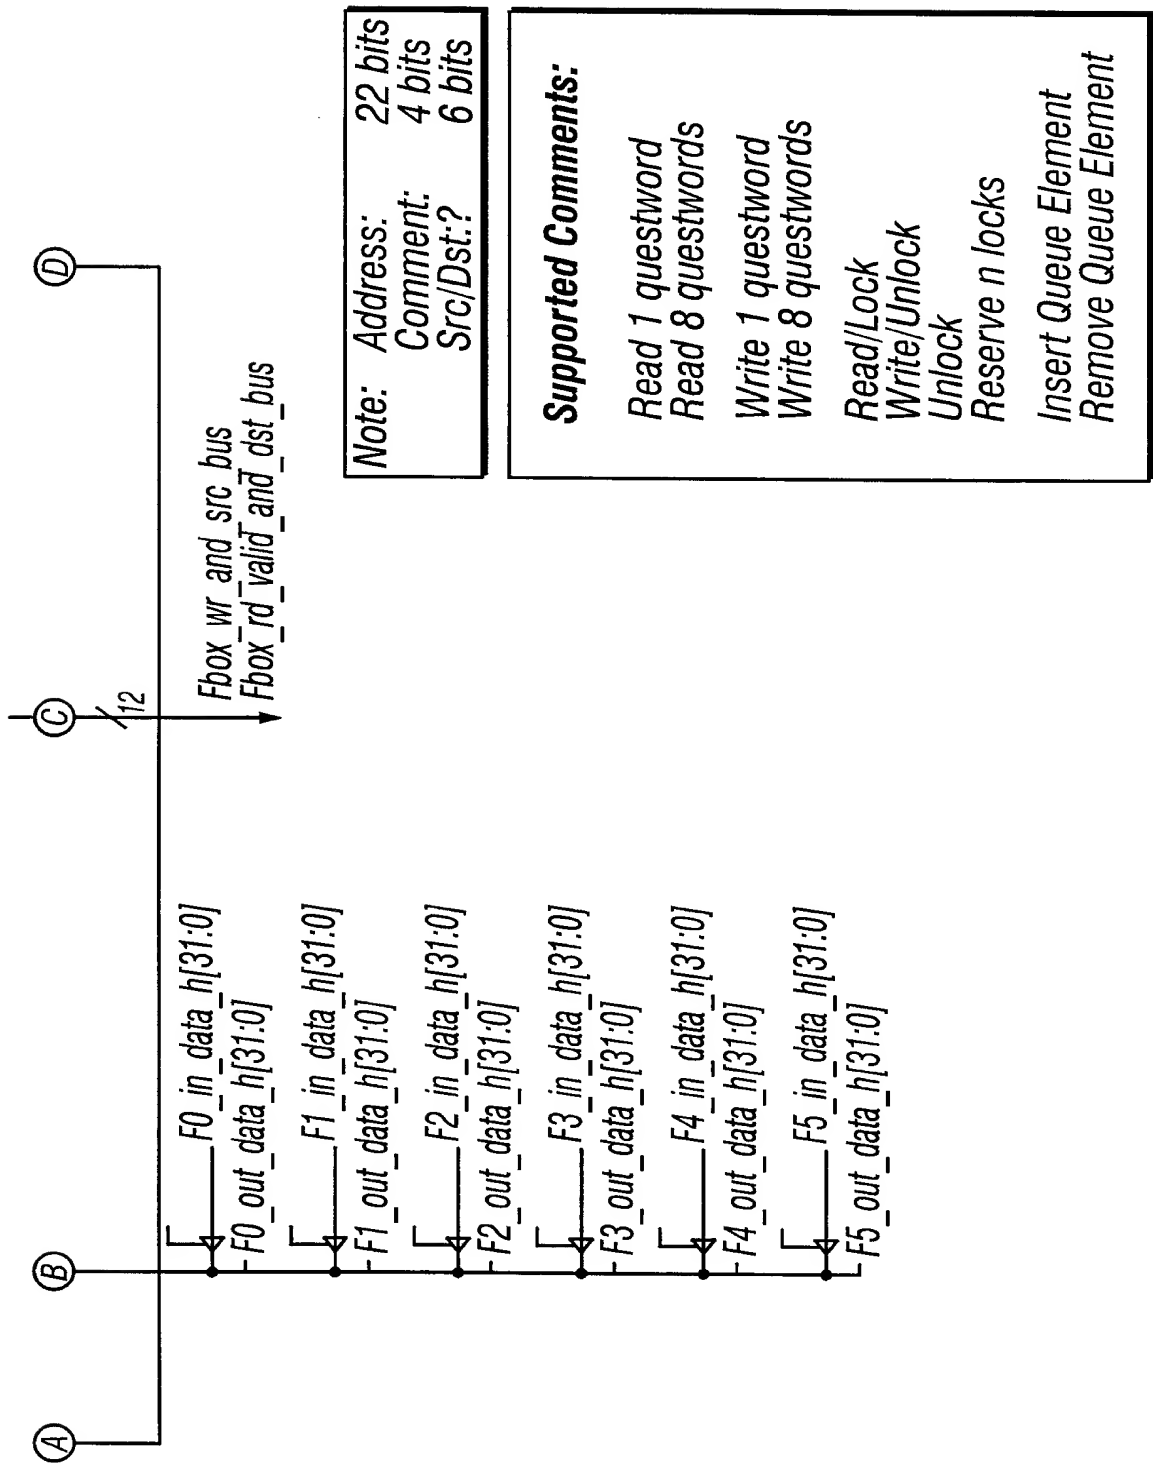 A
B
C
D
12
Fbox_wr_and_src_bus
Fbox_rd_valid_and_dst_bus
F0_in_data_h[31:0]
F0_out_data_h[31:0]
F1_in_data_h[31:0]
F1_out_data_h[31:0]
F2_in_data_h[31:0]
F2_out_data_h[31:0]
F3_in_data_h[31:0]
F3_out_data_h[31:0]
F4_in_data_h[31:0]
F4_out_data_h[31:0]
F5_in_data_h[31:0]
F5_out_data_h[31:0]
Note: Address: 22 bits
Comment: 4 bits
Src/Dst:? 6 bits
Supported Comments:
Read 1 questword
Read 8 questwords
Write 1 questword
Write 8 questwords
Read/Lock
Write/Unlock
Unlock
Reserve n locks
Insert Queue Element
Remove Queue Element